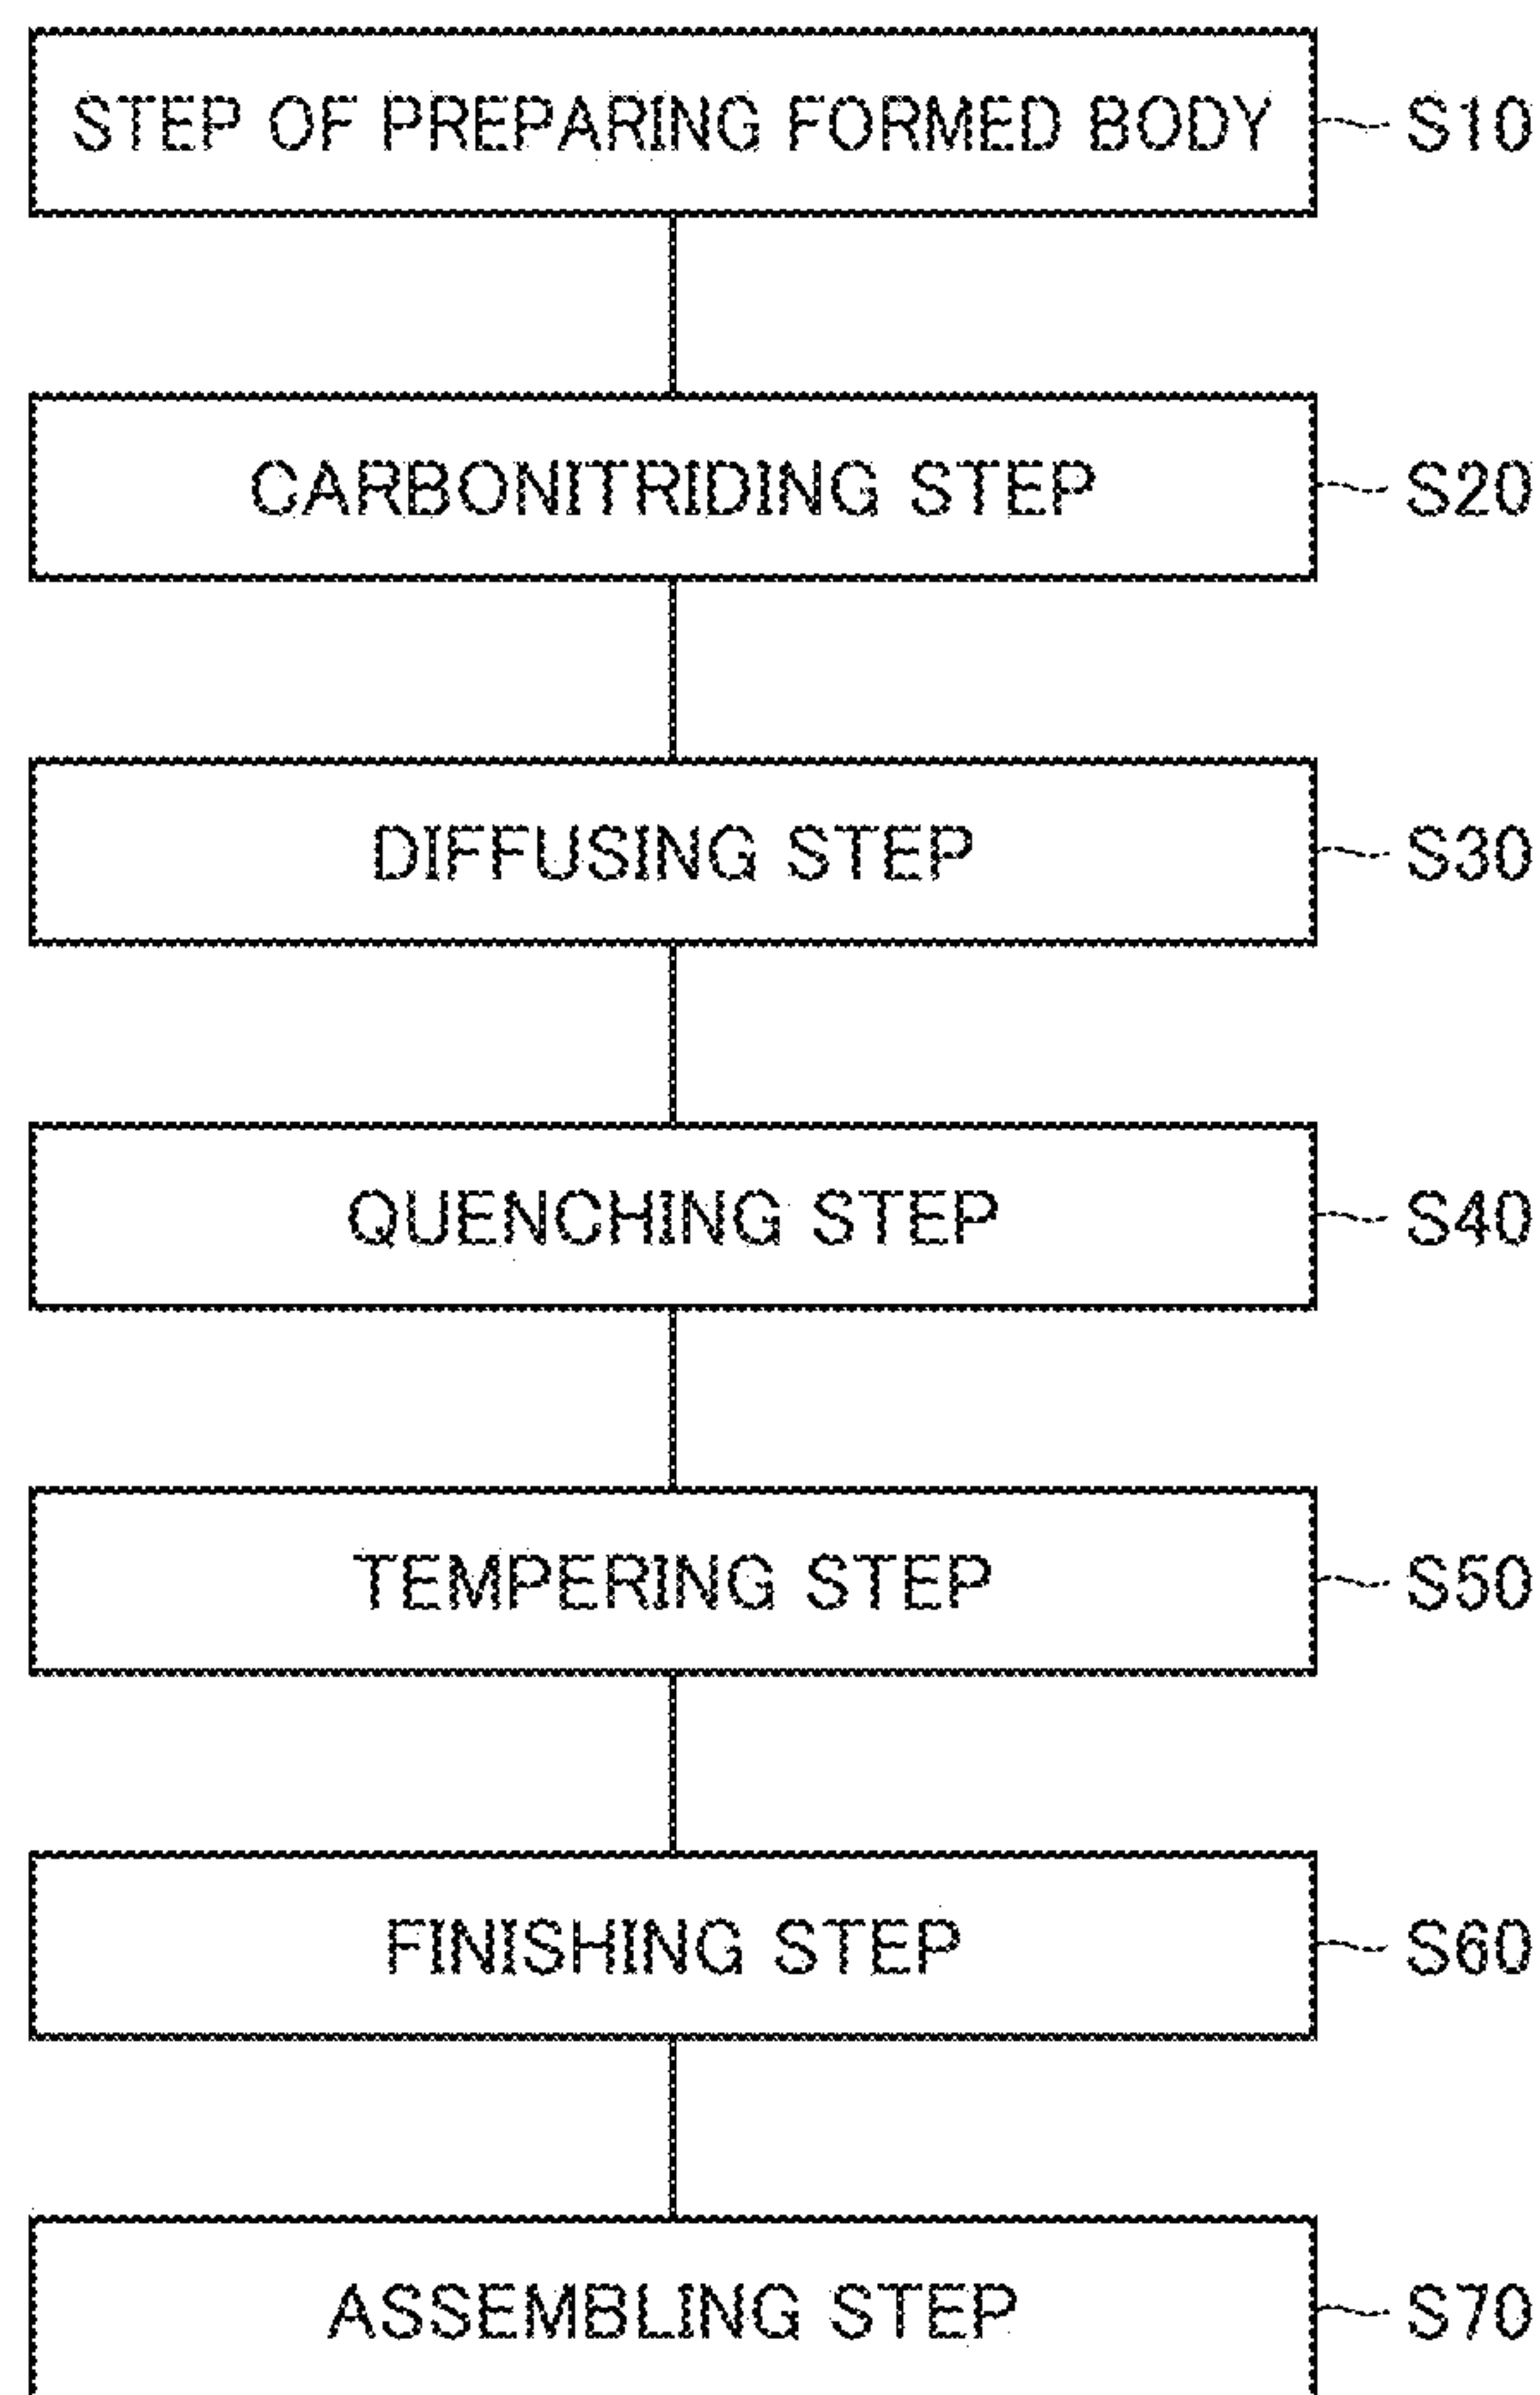 STEP OF PREPARING FORMED BODY S10
CARBONITRIDING STEP S20
DIFFUSING STEP S30
QUENCHING STEP S40
TEMPERING STEP S50
FINISHING STEP S60
ASSEMBLING STEP S70